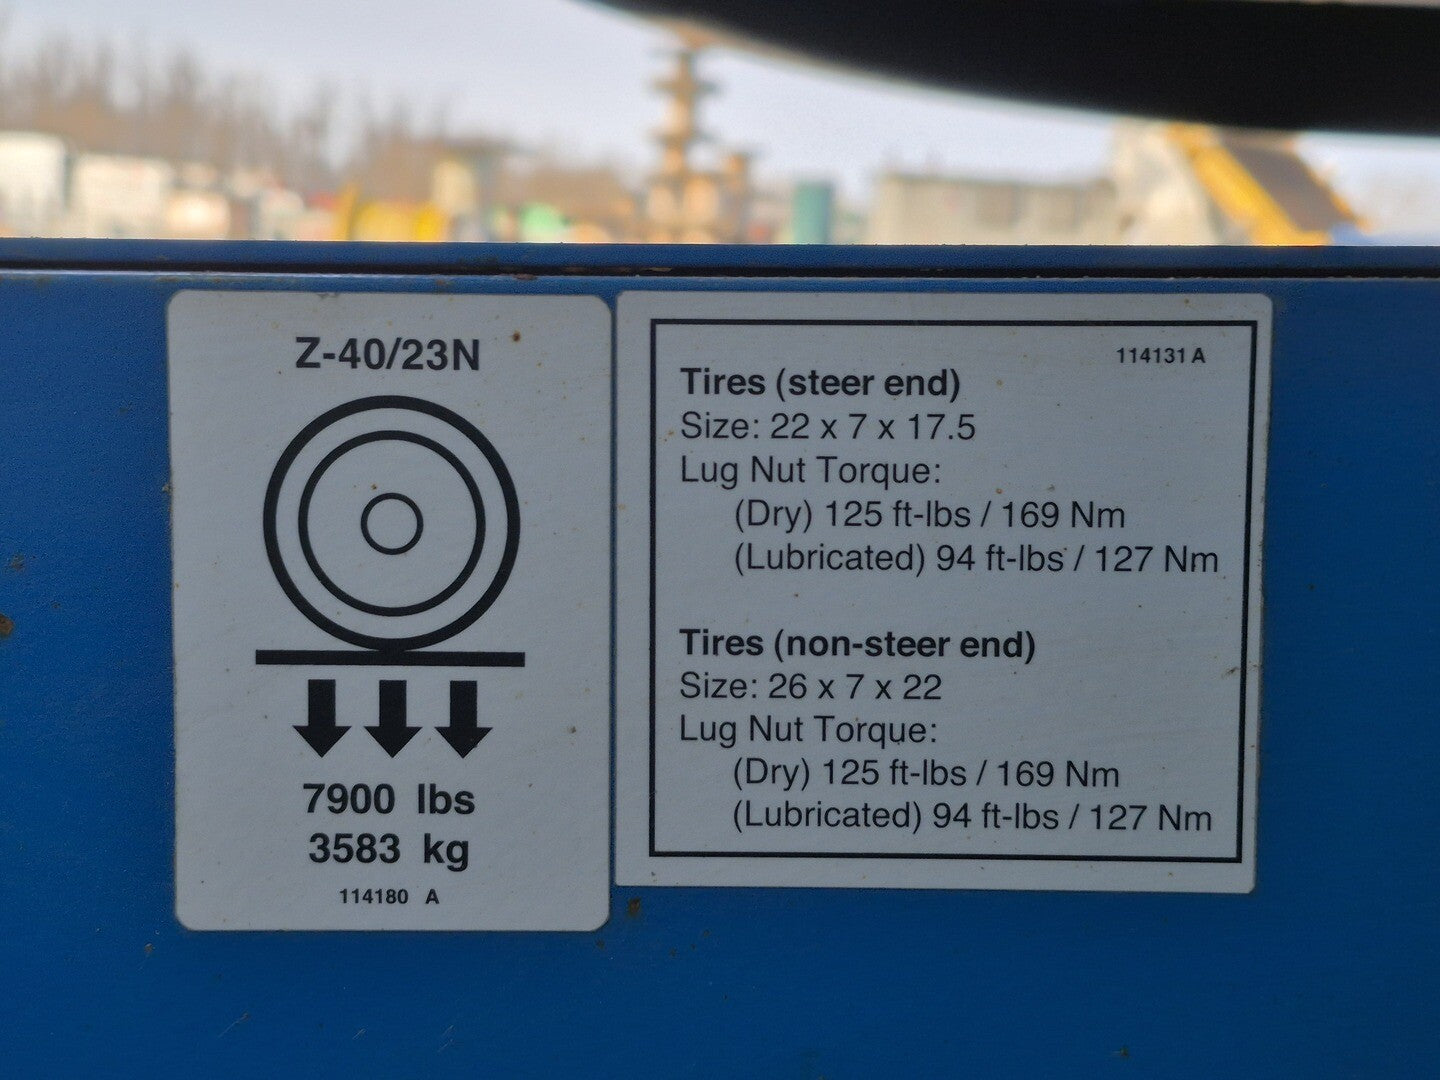 Z-40/23N
7900 lbs
3583 kg
114180 A
114131 A
Tires (steer end)
Size: 22 x 7 x 17.5
Lug Nut Torque:
(Dry) 125 ft-lbs / 169 Nm
(Lubricated) 94 ft-lbs / 127 Nm
Tires (non-steer end)
Size: 26 x 7 x 22
Lug Nut Torque:
(Dry) 125 ft-lbs / 169 Nm
(Lubricated) 94 ft-lbs / 127 Nm